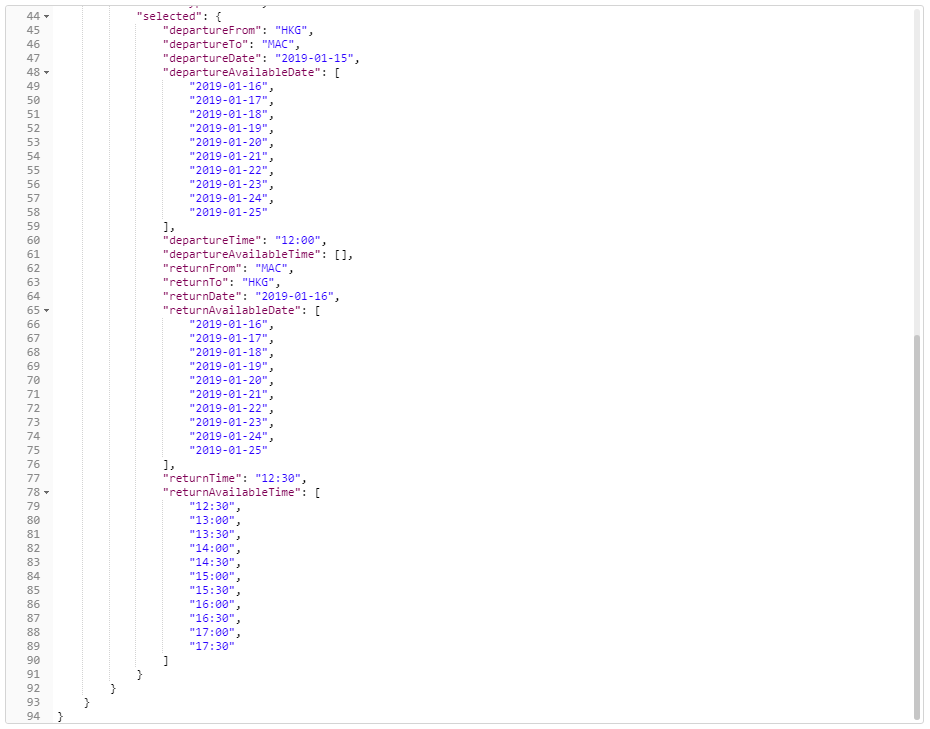 44 "selected": {
45 "departureFrom": "HKG",
46 "departureTo": "MAC",
47 "departureDate": "2019-01-15",
48 "departureAvailableDate": [
49 "2019-01-16",
50 "2019-01-17",
51 "2019-01-18",
52 "2019-01-19",
53 "2019-01-20",
54 "2019-01-21",
55 "2019-01-22",
56 "2019-01-23",
57 "2019-01-24",
58 "2019-01-25"
59 ],
60 "departureTime": "12:00",
61 "departureAvailableTime": [],
62 "returnFrom": "MAC",
63 "returnTo": "HKG",
64 "returnDate": "2019-01-16",
65 "returnAvailableDate": [
66 "2019-01-16",
67 "2019-01-17",
68 "2019-01-18",
69 "2019-01-19",
70 "2019-01-20",
71 "2019-01-21",
72 "2019-01-22",
73 "2019-01-23",
74 "2019-01-24",
75 "2019-01-25"
76 ],
77 "returnTime": "12:30",
78 "returnAvailableTime": [
79 "12:30",
80 "13:00",
81 "13:30",
82 "14:00",
83 "14:30",
84 "15:00",
85 "15:30",
86 "16:00",
87 "16:30",
88 "17:00",
89 "17:30"
90 ]
91 }
92 }
93 }
94 }